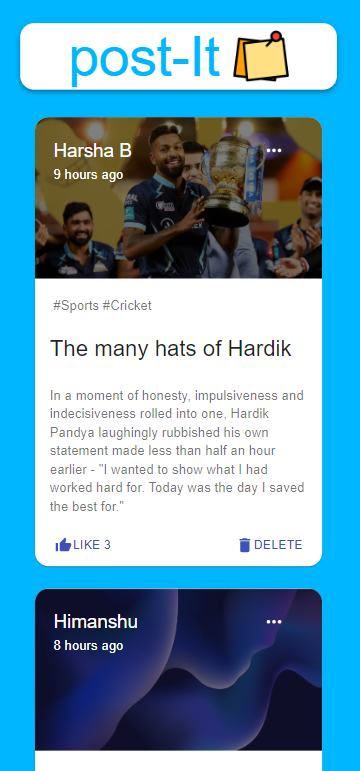 post-It
Harsha B
9 hours ago
#Sports #Cricket
The many hats of Hardik
In a moment of honesty, impulsiveness and
indecisiveness rolled into one, Hardik
Pandya laughingly rubbished his own
statement made less than half an hour
earlier - "I wanted to show what I had
worked hard for. Today was the day I saved
the best for."
LIKE 3 DELETE
Himanshu
8 hours ago